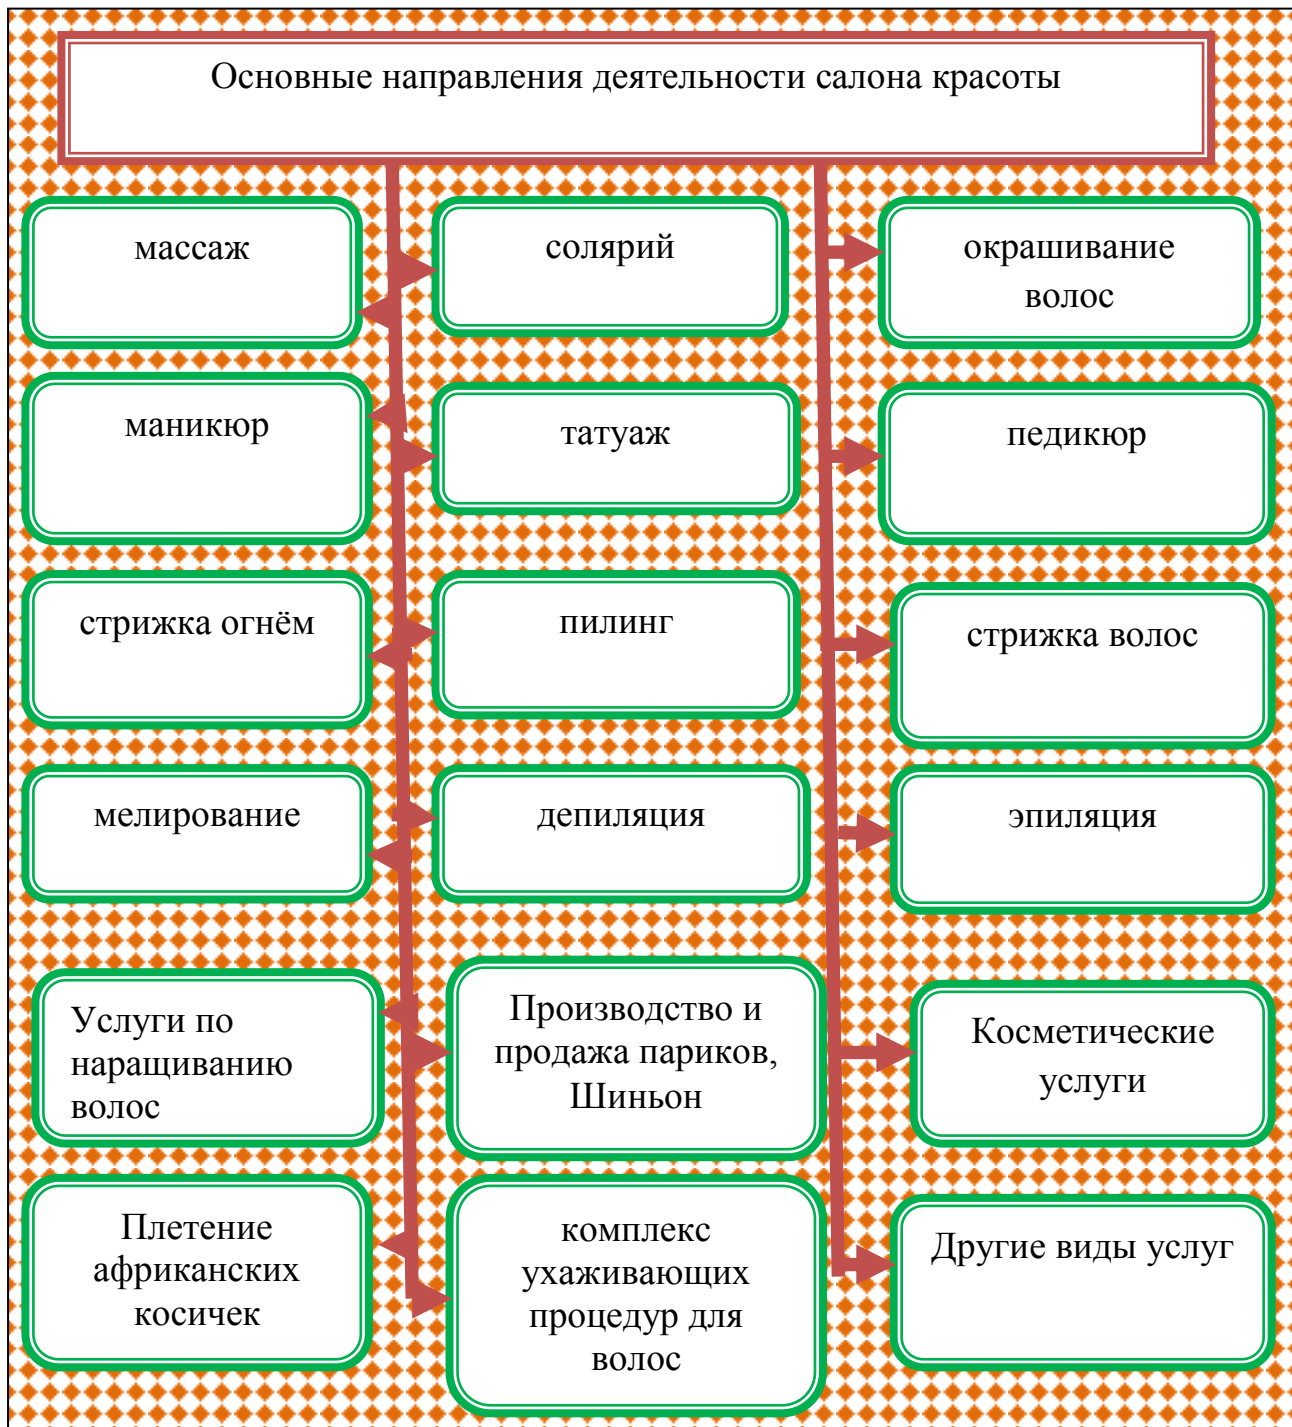 Основные направления деятельности салона красоты
массаж
солярий
окрашивание
волос
маникюр
татуаж
педикюр
стрижка огнём
пилинг
стрижка волос
мелирование
депиляция
эпиляция
Услуги по
наращиванию
волос
Производство и
продажа париков,
Шиньон
Косметические
услуги
Плетение
африканских
косичек
комплекс
ухаживающих
процедур для
волос
Другие виды услуг